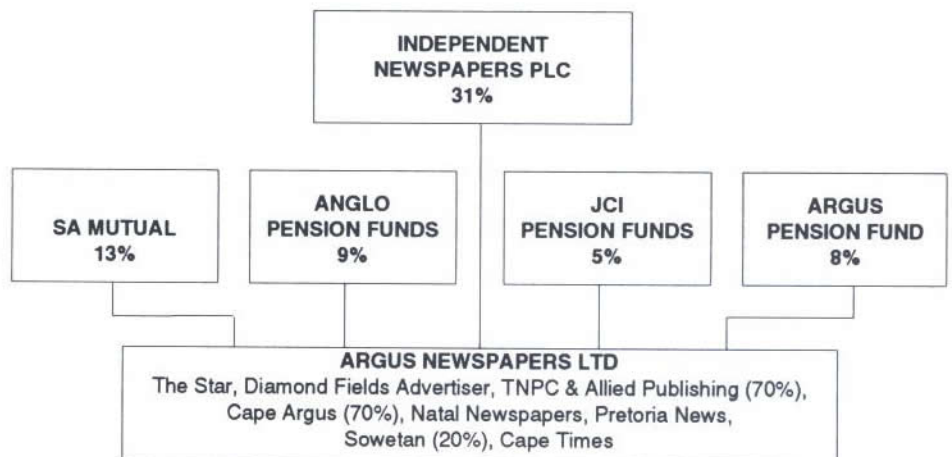 INDEPENDENT
NEWSPAPERS PLC
31%
SA MUTUAL
13%
ANGLO
PENSION FUNDS
9%
JCI
PENSION FUNDS
5%
ARGUS
PENSION FUND
8%
ARGUS NEWSPAPERS LTD
The Star, Diamond Fields Advertiser, TNPC & Allied Publishing (70%),
Cape Argus (70%), Natal Newspapers, Pretoria News,
Sowetan (20%), Cape Times